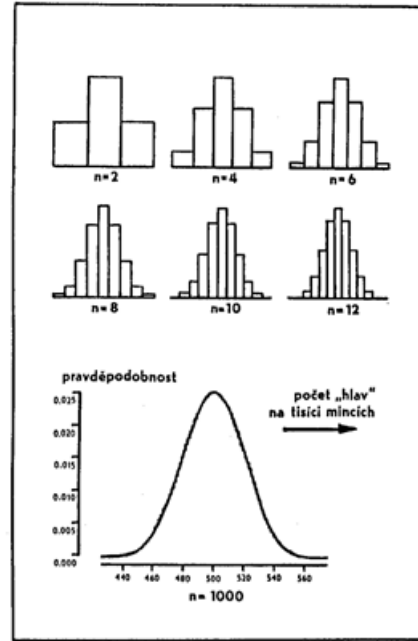 n=2
n=4
n=6
n=8
n=10
n=12
pravděpodobnost
počet „hlav"
na tisíci mincích
0.025
0.020
0.015
0.010
0.005
0.000
440 460 480 500 520 540 560
n= 1000